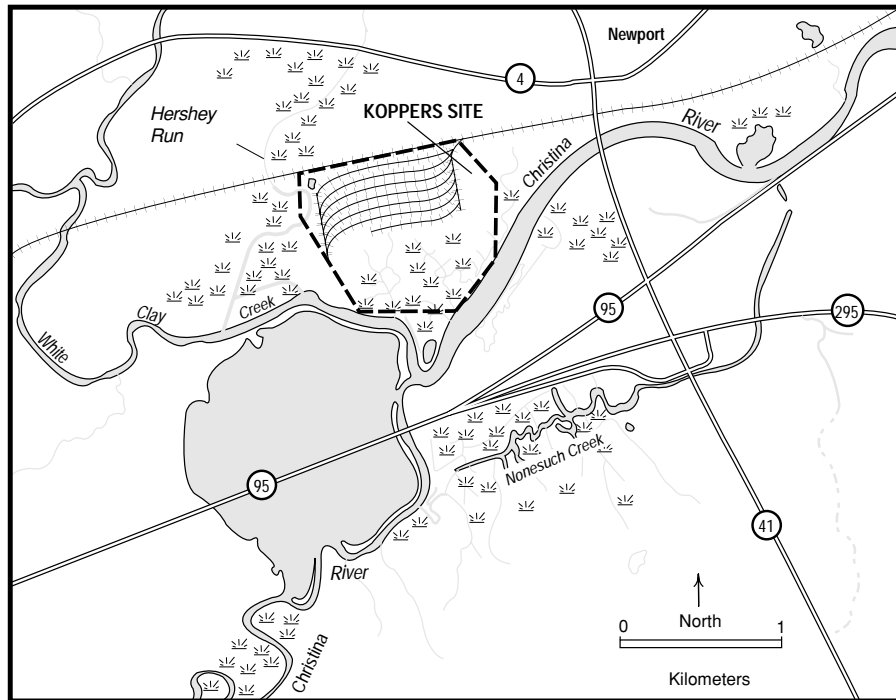 Newport
4
Hershey
Run
KOPPERS SITE
River
Christina
White
Clay
Creek
95
295
Nonesuch Creek
95
41
River
Christina
North
0 1
Kilometers